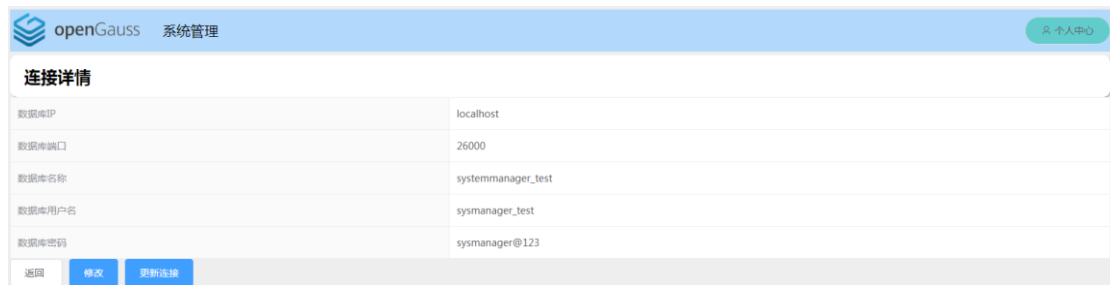 openGauss 系统管理 个人中心
连接详情
数据库IP localhost
数据库端口 26000
数据库名称 systemmanager_test
数据库用户名 sysmanager_test
数据库密码 sysmanager@123
返回 修改 更新连接